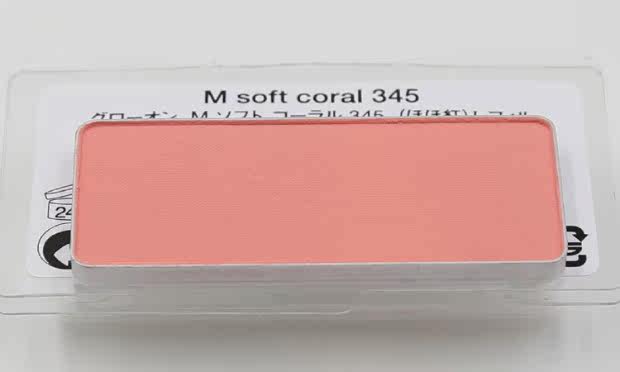 M soft coral 345
グローオン M ソフト コーラル 345 (ほほ紅)レフィル
24